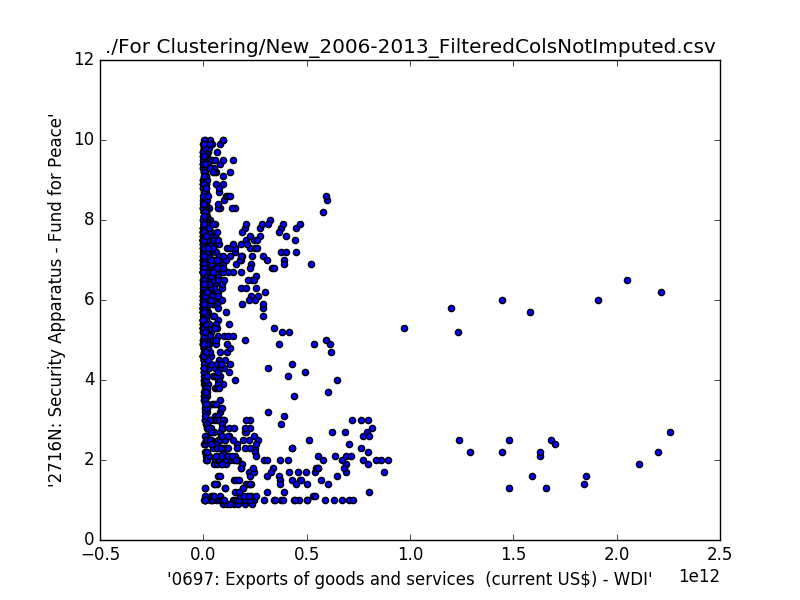 ./For Clustering/New_2006-2013_FilteredColsNotImputed.csv
12
10
8
6
4
2
0
'2716N: Security Apparatus - Fund for Peace'
−0.5 0.0 0.5 1.0 1.5 2.0 2.5
1e12
'0697: Exports of goods and services  (current US$) - WDI'